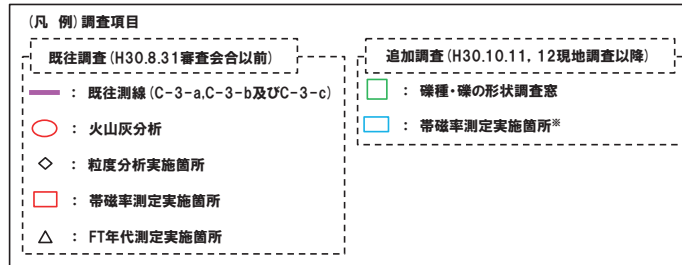 (凡 例)調査項目
既往調査(H30.8.31審査会合以前)
: 既往測線(C-3-a,C-3-b及びC-3-c)
: 火山灰分析
: 粒度分析実施箇所
: 帯磁率測定実施箇所
: FT年代測定実施箇所
追加調査(H30.10.11, 12現地調査以降)
: 礫種・礫の形状調査窓
: 帯磁率測定実施箇所※